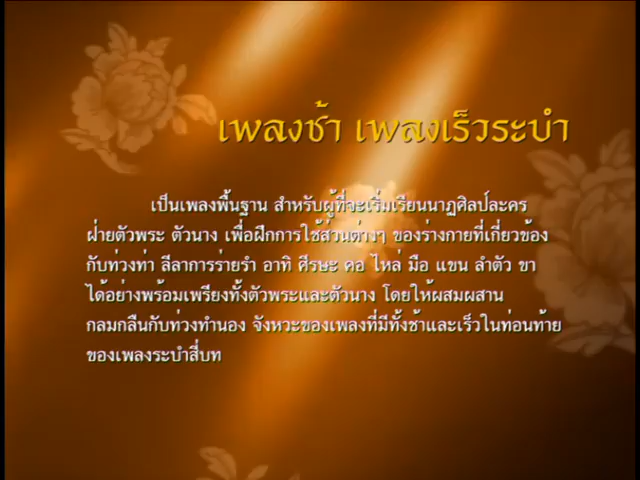 เพลงช้า เพลงเร็วระบำ
เป็นเพลงพื้นฐาน สำหรับผู้ที่จะเริ่มเรียนนาฏศิลป์ละคร
ฝ่ายตัวพระ ตัวนาง เพื่อฝึกการใช้ส่วนต่างๆ ของร่างกายที่เกี่ยวข้อง
กับท่วงท่า ลีลาการร่ายรำ อาทิ ศีรษะ คอ ไหล่ มือ แขน ลำตัว ขา
ได้อย่างพร้อมเพรียงทั้งตัวพระและตัวนาง โดยให้ผสมผสาน
กลมกลืนกับท่วงทำนอง จังหวะของเพลงที่มีทั้งช้าและเร็วในท่อนท้าย
ของเพลงระบำสี่บท